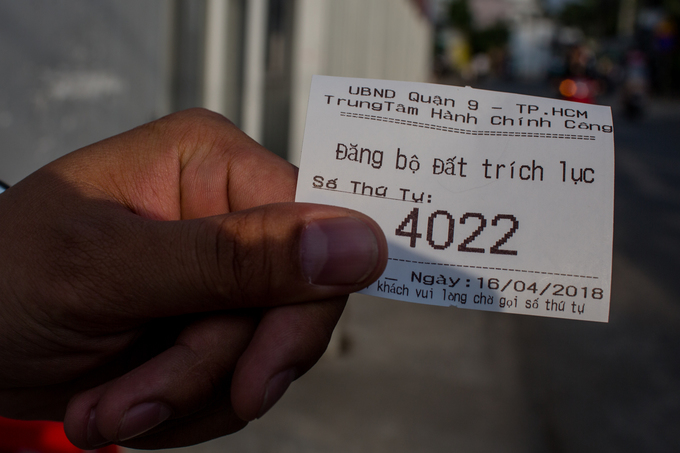 UBND Quận 9 - TP.HCM
TrungTâm Hành Chính Công
Đăng bộ Đất trích lục
Số Thứ Tự:
4022
- Ngày:16/04/2018
khách vui lòng chờ gọi số thứ tự